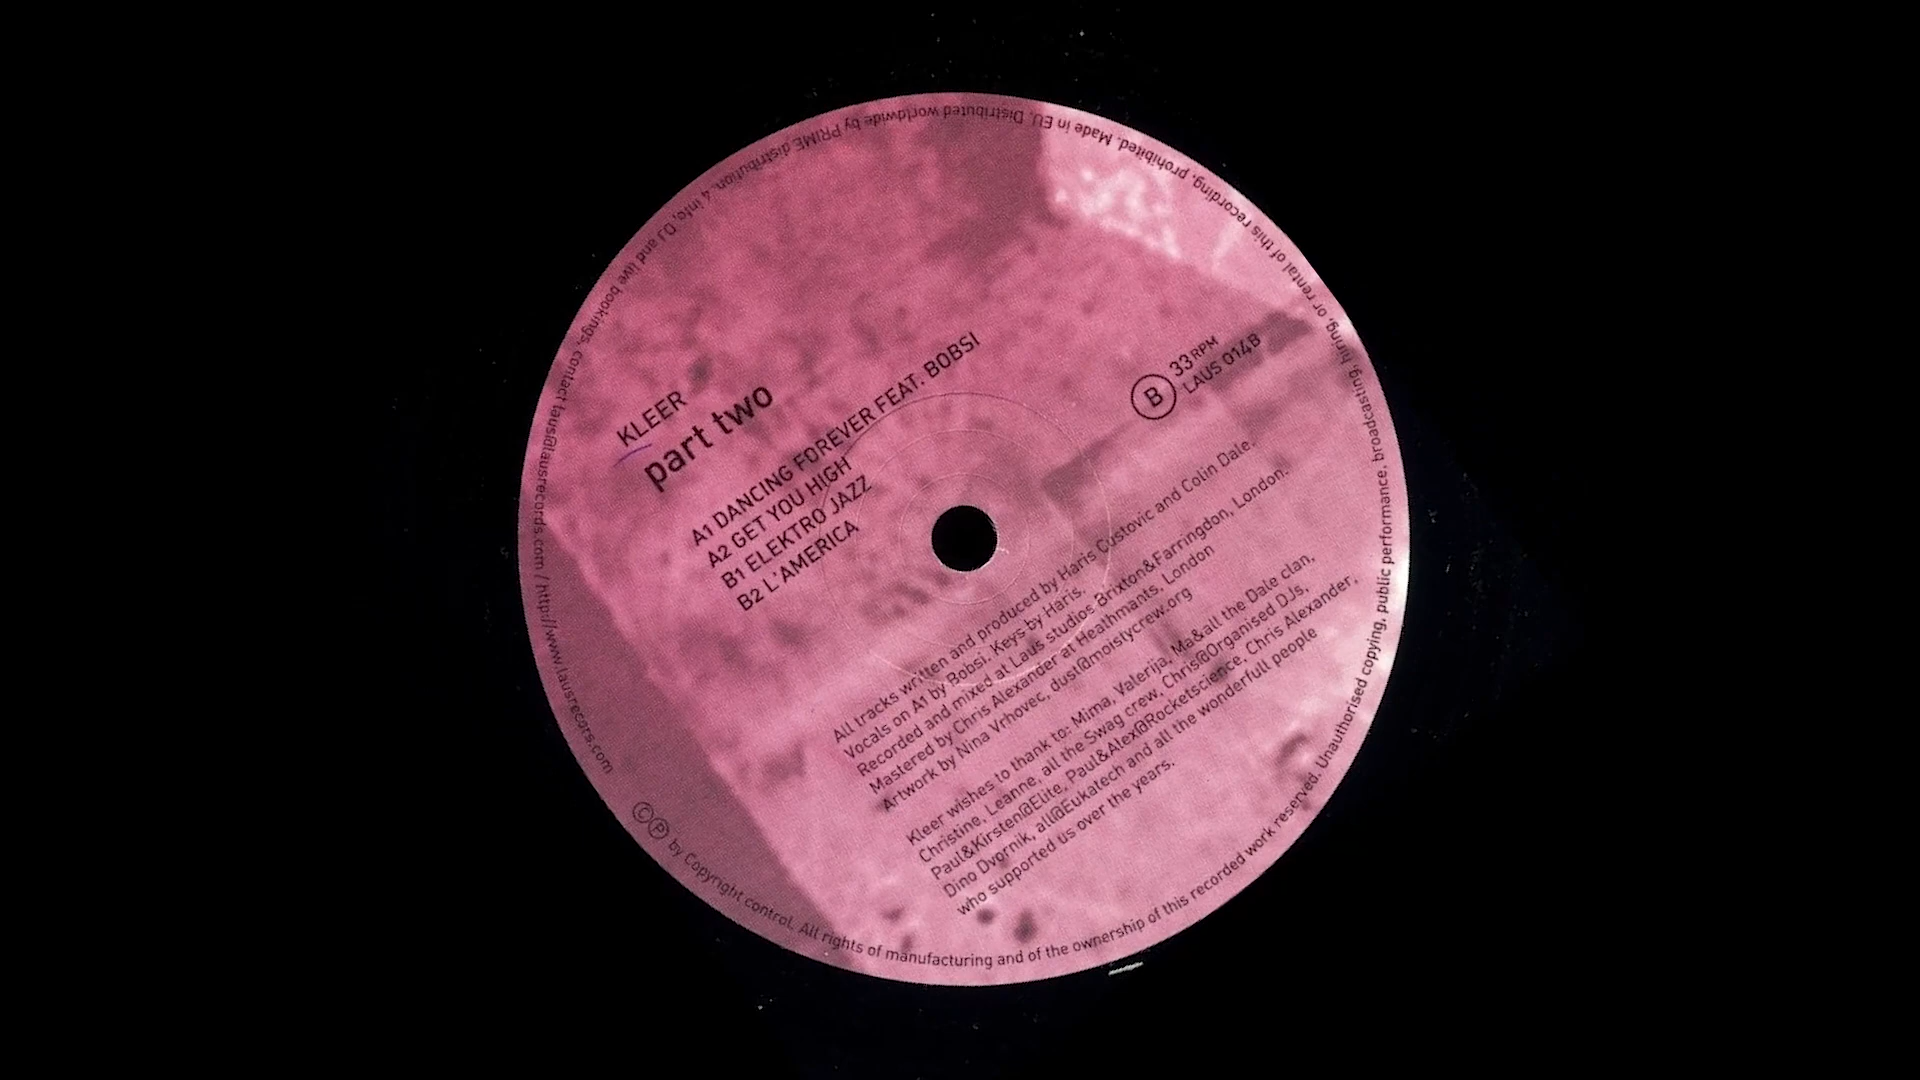 KLEER
part two
A1 DANCING FOREVER FEAT. BOBSI
A2 GET YOU HIGH
B1 ELEKTRO JAZZ
B2 L'AMERICA
B
33RPM
LAUS 014B
All tracks written and produced by Haris Custovic and Colin Dale.
Vocals on A1 by Bobsi. Keys by Haris.
Recorded and mixed at Laus studios Brixton&Farringdon, London.
Mastered by Chris Alexander at Heathmants, London
Artwork by Nina Vrhovec, dust@moistycrew.org
Kleer wishes to thank to: Mima, Valerija, Ma&all the Dale clan,
Christine, Leanne, all the Swag crew, Chris@Organised DJs,
Paul&Kirsten@Elite, Paul&Alex@Rocketscience, Chris Alexander,
Dino Dvornik, all@Eukatech and all the wonderfull people
who supported us over the years.
©℗ by Copyright control. All rights of manufacturing and of the ownership of this recorded work reserved. Unauthorised copying, public performance, broadcasting, hiring, or rental of this recording, prohibited. Made in EU. Distributed worldwide by PRIME distribution. 4 info, DJ and live bookings, contact laus@lausrecords.com / http://www.lausrecors.com